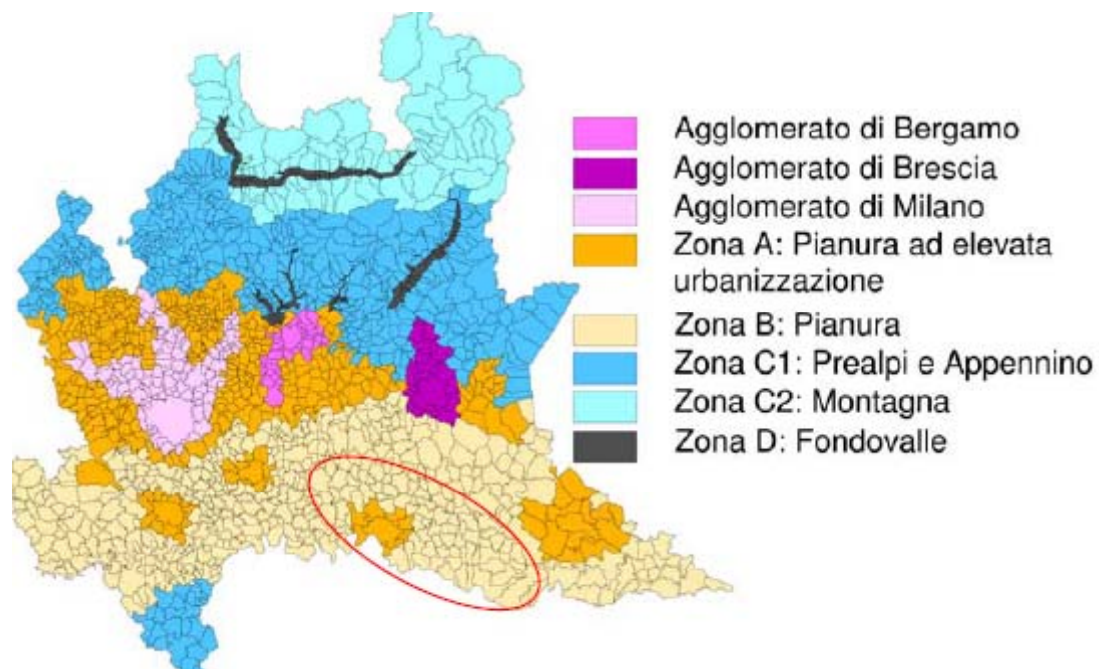 Agglomerato di Bergamo
Agglomerato di Brescia
Agglomerato di Milano
Zona A: Pianura ad elevata
urbanizzazione
Zona B: Pianura
Zona C1: Prealpi e Appennino
Zona C2: Montagna
Zona D: Fondovalle